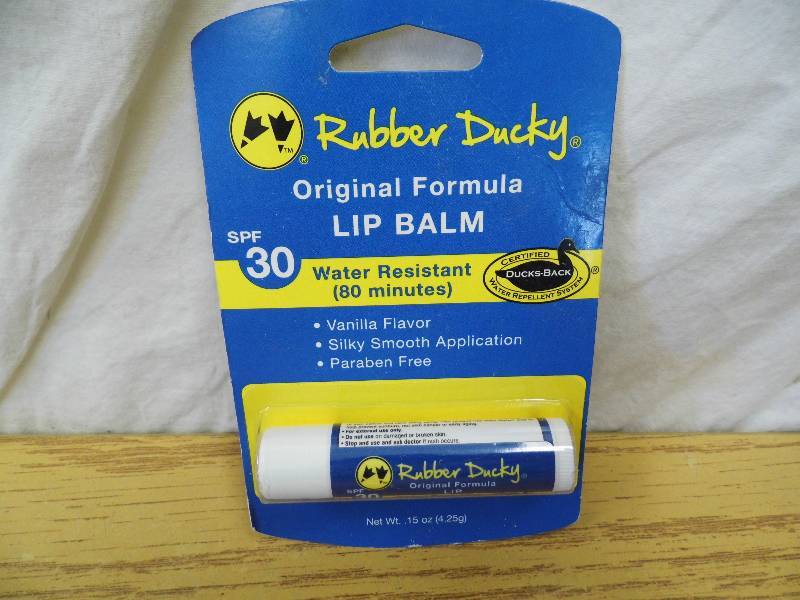 TM
®
Rubber Ducky®
Original Formula
LIP BALM
SPF
30
Water Resistant
(80 minutes)
CERTIFIED
DUCKS-BACK
WATER REPELLENT SYSTEM
®
• Vanilla Flavor
• Silky Smooth Application
• Paraben Free
• For external use only.
• Do not use on damaged or broken skin.
• Stop and use and ask doctor if rash occurs.
Rubber Ducky®
Original Formula
SPF
30
LIP
Net Wt. .15 oz (4.25g)